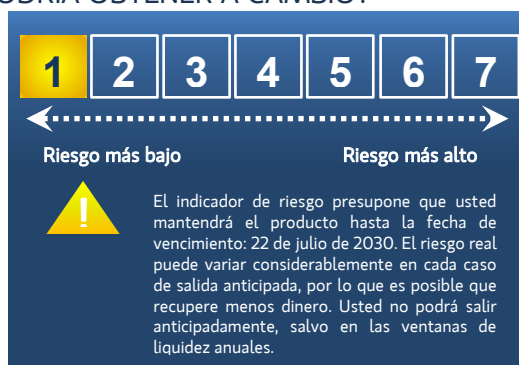 ODRÍA OBTENER A CAMBIO?
1 2 3 4 5 6 7
Riesgo más bajo Riesgo más alto
!
El indicador de riesgo presupone que usted
mantendrá el producto hasta la fecha de
vencimiento: 22 de julio de 2030. El riesgo real
puede variar considerablemente en cada caso
de salida anticipada, por lo que es posible que
recupere menos dinero. Usted no podrá salir
anticipadamente, salvo en las ventanas de
liquidez anuales.